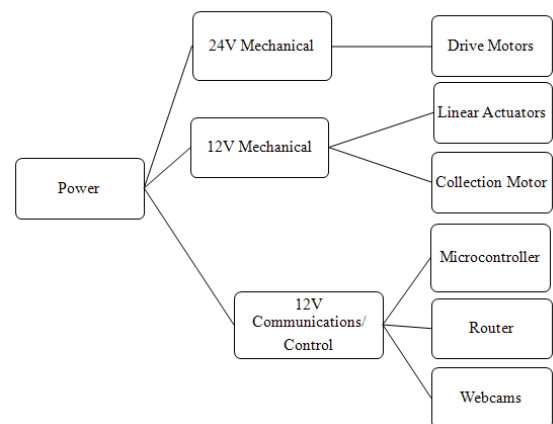 24V Mechanical
Drive Motors
Linear Actuators
12V Mechanical
Collection Motor
Power
Microcontroller
12V
Communications/
Control
Router
Webcams